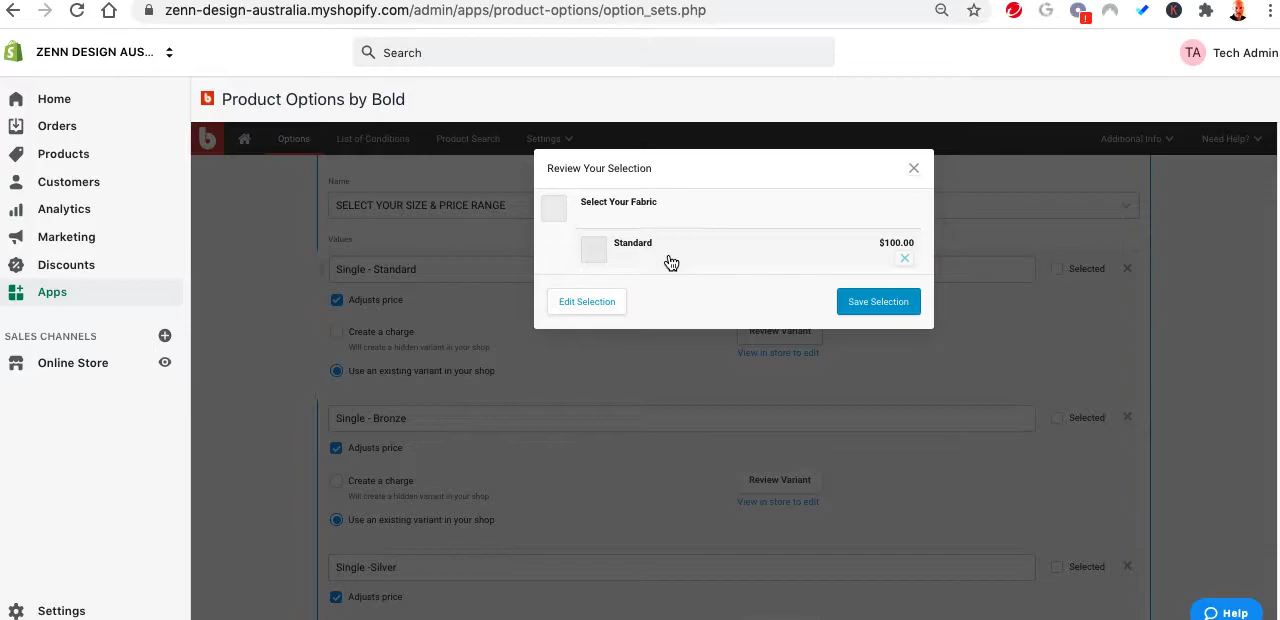 zenn-design-australia.myshopify.com/admin/apps/product-options/option_sets.php
ZENN DESIGN AUS...
Search
TA Tech Admin
Home
Orders
Products
Customers
Analytics
Marketing
Discounts
Apps
SALES CHANNELS
Online Store
Settings
Product Options by Bold
Options List of Conditions Product Search Settings Additional Info Need Help?
Review Your Selection
Select Your Fabric
Standard $100.00
Edit Selection Save Selection
Name
SELECT YOUR SIZE & PRICE RANGE
Values
Single - Standard Selected
Adjusts price
Create a charge
Will create a hidden variant in your shop
Review Variant
View in store to edit
Use an existing variant in your shop
Single - Bronze Selected
Adjusts price
Create a charge
Will create a hidden variant in your shop
Review Variant
View in store to edit
Use an existing variant in your shop
Single -Silver Selected
Adjusts price
Help